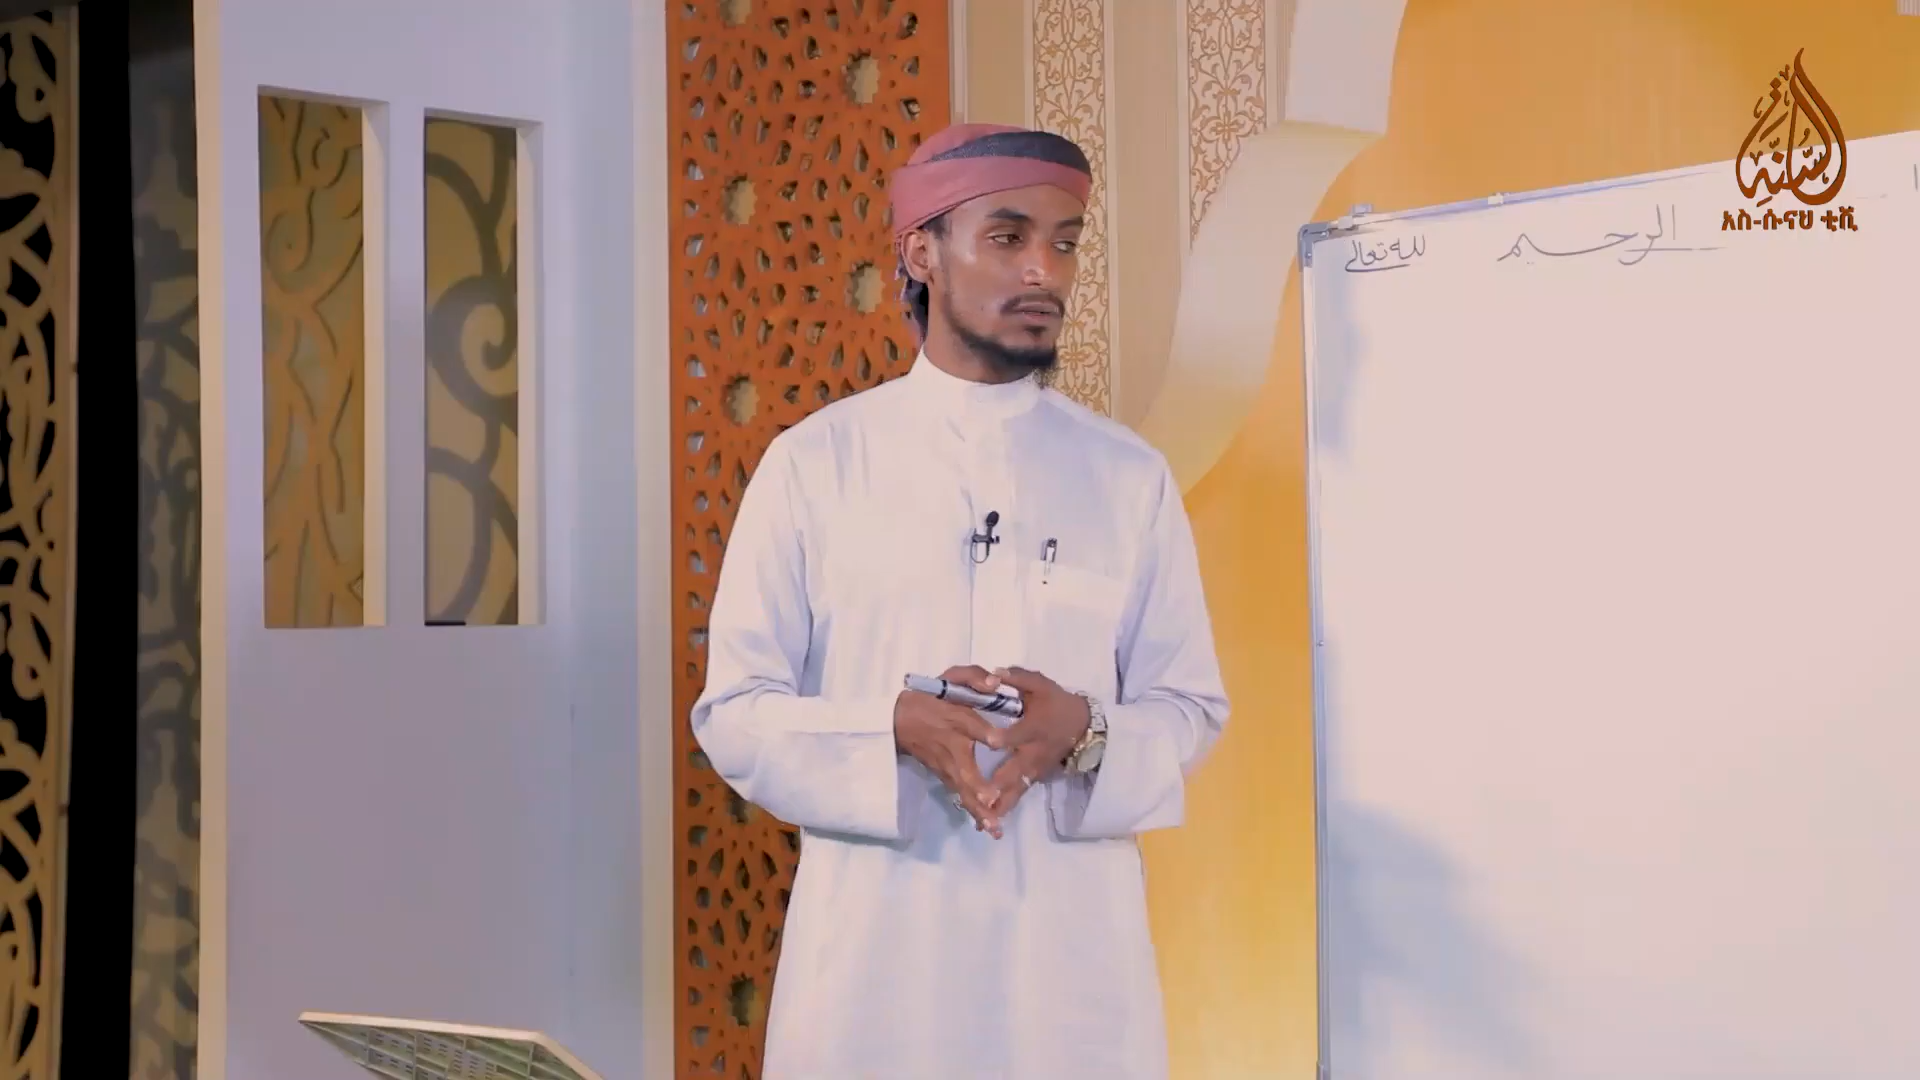 السنة
አስ-ሱናህ ቲቪ
الرحيم
لله تعالى